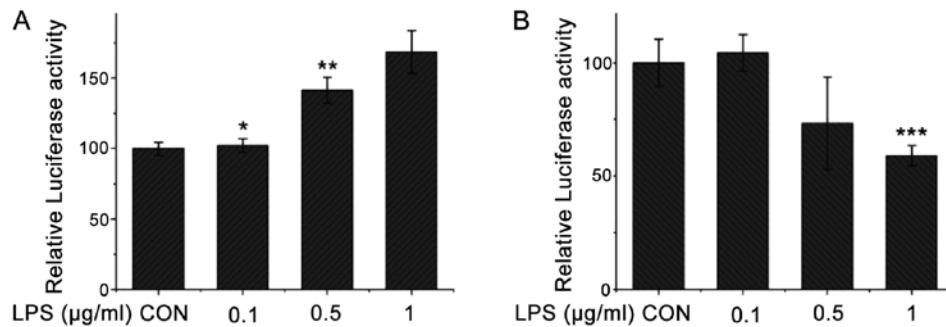 A
Relative Luciferase activity
150
100
50
0
*
**
LPS (μg/ml) CON 0.1 0.5 1
B
Relative Luciferase activity
100
50
0
***
LPS (μg/ml) CON 0.1 0.5 1